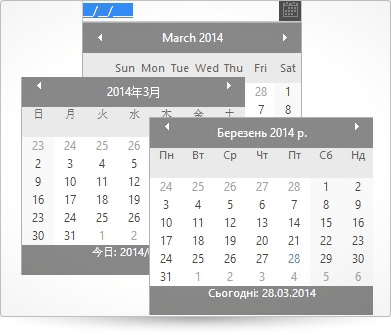 __/__/____
March 2014
Sun Mon Tue Wed Thu Fri Sat
28 1
7 8
2014年3月
日 月 火 水 木 金 土
23 24 25 26
2 3 4 5
9 10 11 12
16 17 18 19
23 24 25 26
30 31 1 2
今日: 2014/
Березень 2014 р.
Пн Вт Ср Чт Пт Сб Нд
24 25 26 27 28 1 2
3 4 5 6 7 8 9
10 11 12 13 14 15 16
17 18 19 20 21 22 23
24 25 26 27 28 29 30
31 1 2 3 4 5 6
Сьогодні: 28.03.2014